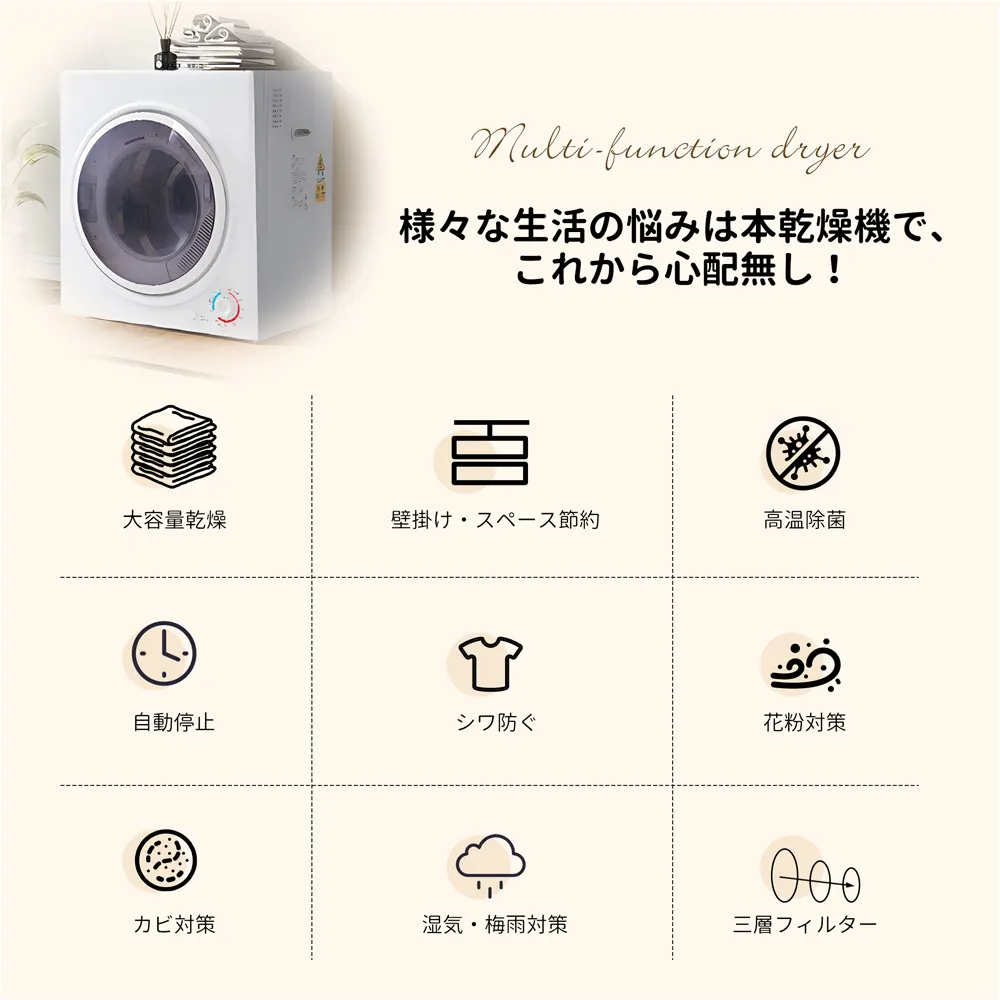 Multi-function dryer
様々な生活の悩みは本乾燥機で、
これから心配無し！
大容量乾燥
壁掛け・スペース節約
高温除菌
自動停止
シワ防ぐ
花粉対策
カビ対策
湿気・梅雨対策
三層フィルター